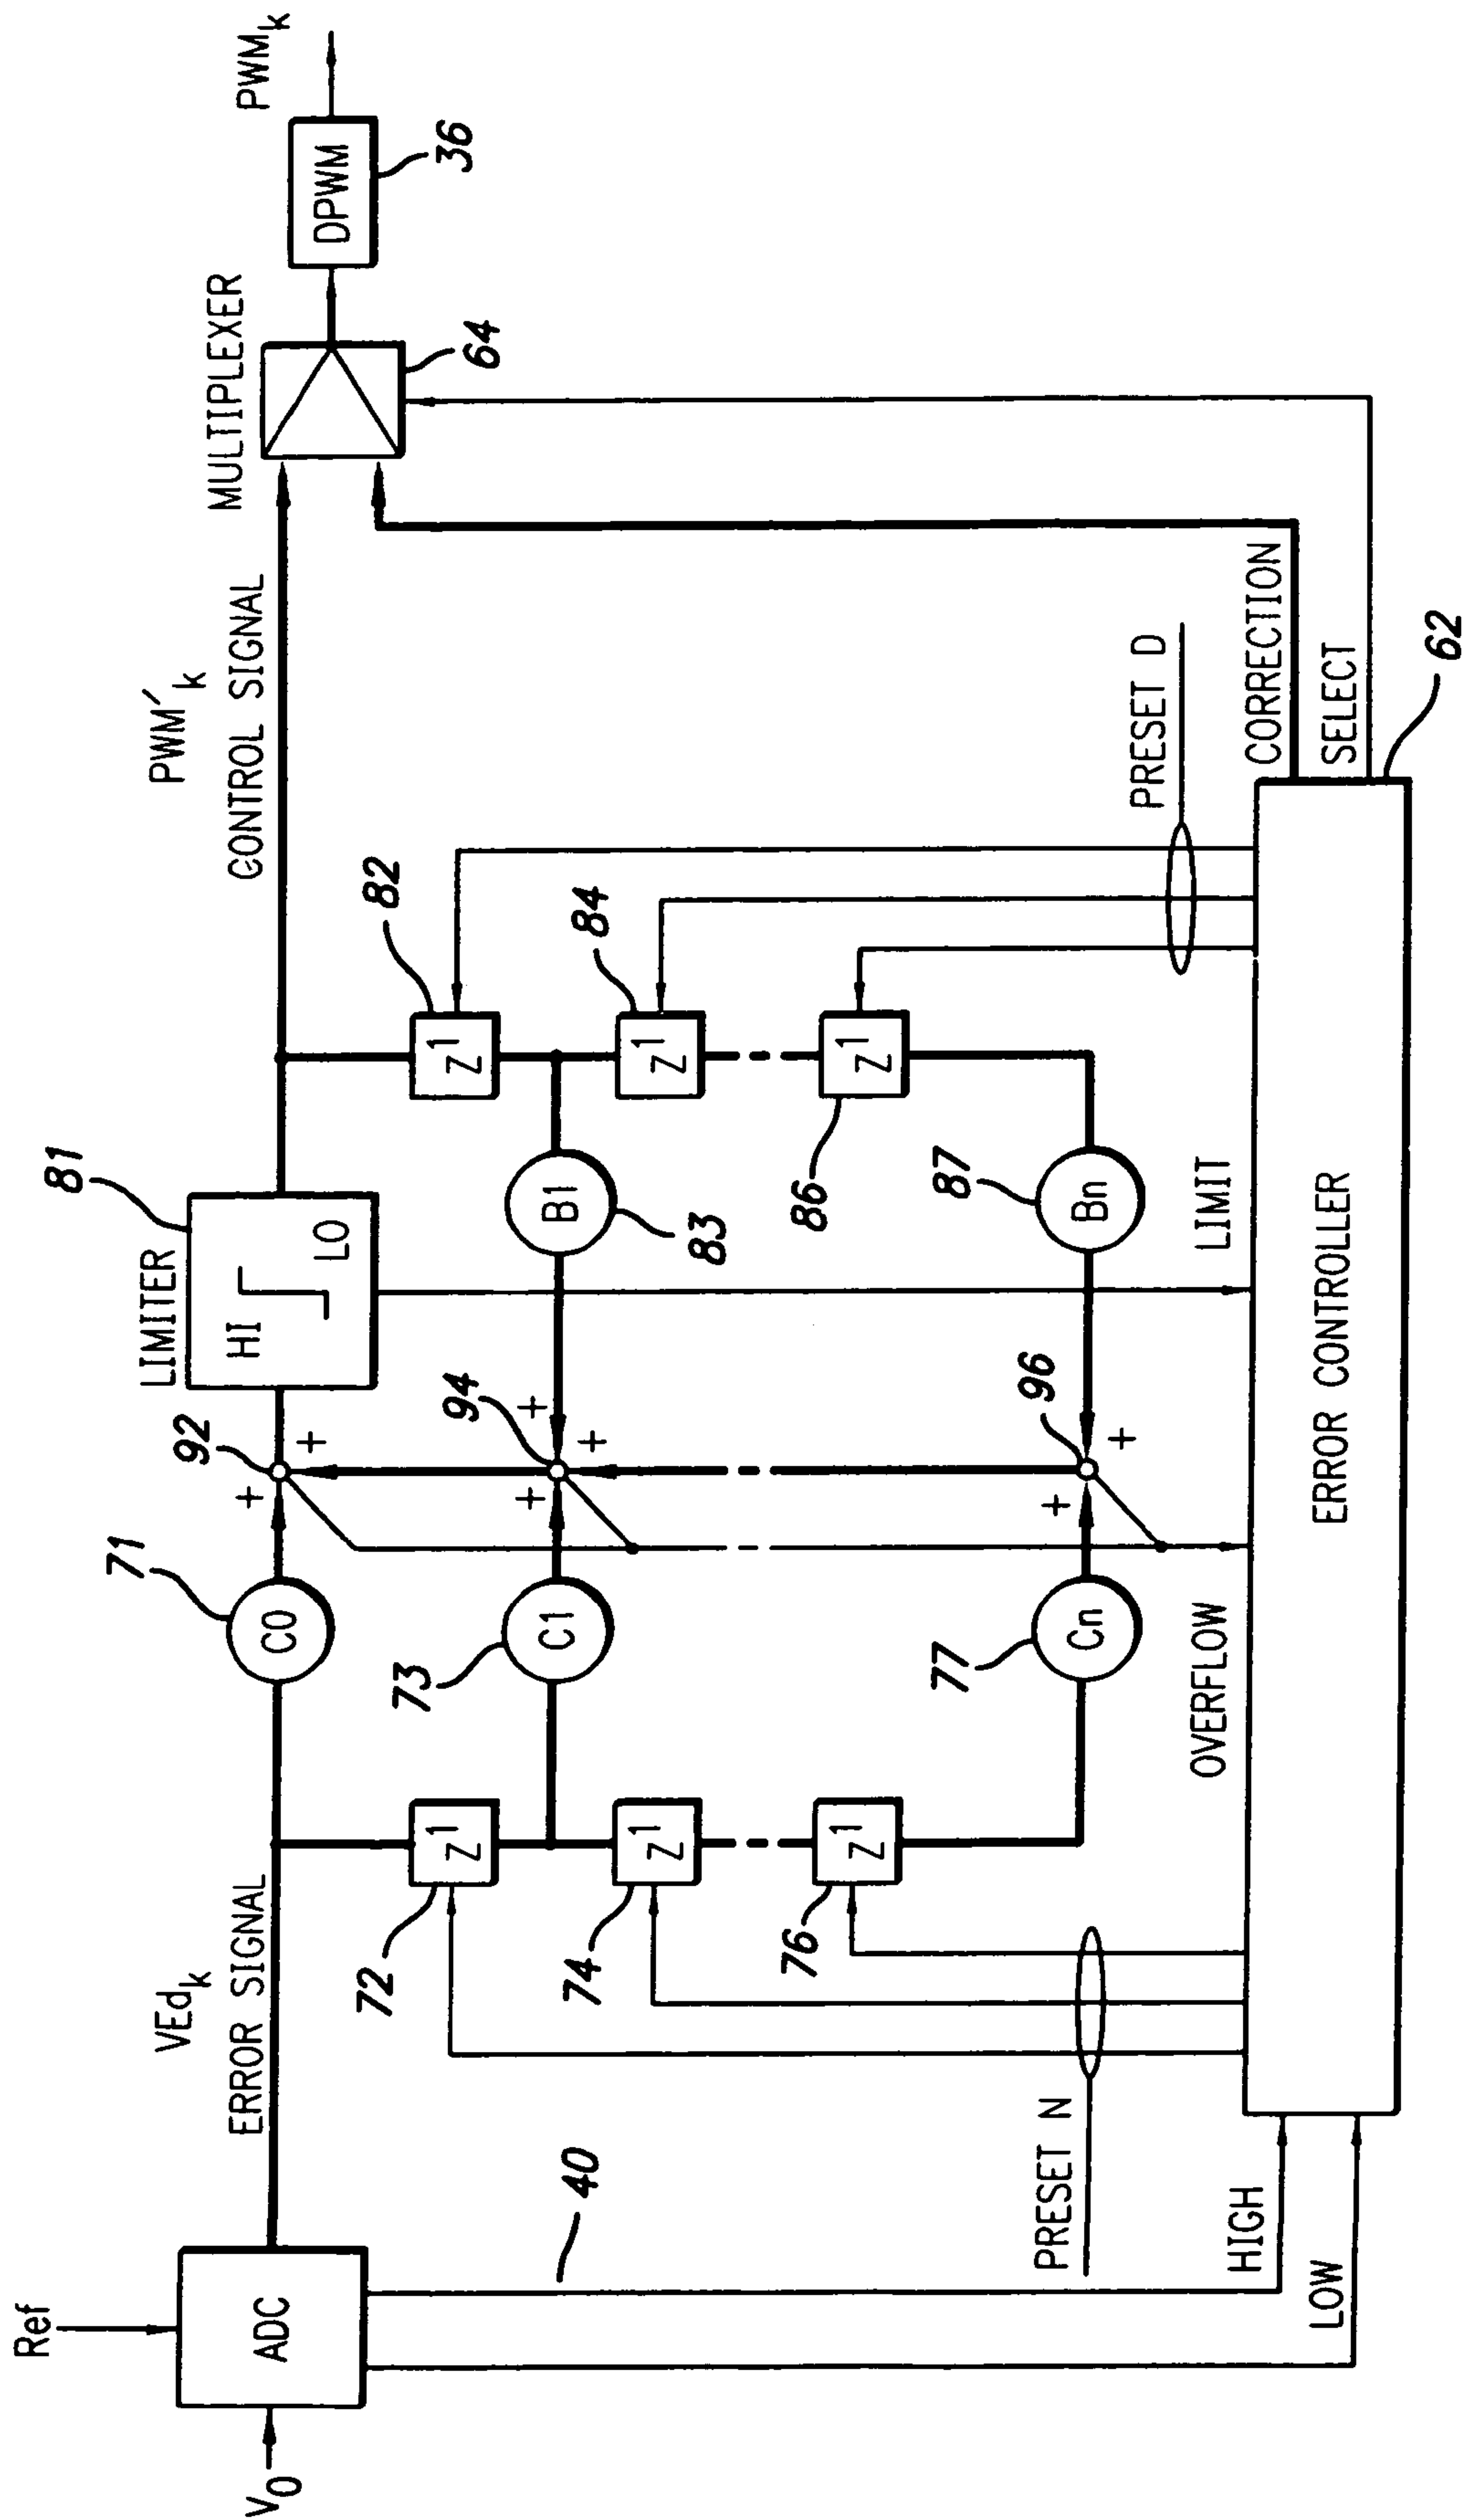 Ref
V₀
ADC
40
VEdₖ
ERROR SIGNAL
HIGH
LOW
PRESET N
72
Z¹
74
Z¹
76
Z¹
71
C0
73
C1
77
Cn
OVERFLOW
92
+
+
94
+
+
+
96
+
+
LIMITER
81
HI
LO
LIMIT
B1
83
Bn
87
82
Z¹
84
Z¹
86
Z¹
PRESET D
PWM′ₖ
CONTROL SIGNAL
ERROR CONTROLLER
62
CORRECTION
SELECT
MULTIPLEXER
64
DPWM
36
PWMₖ